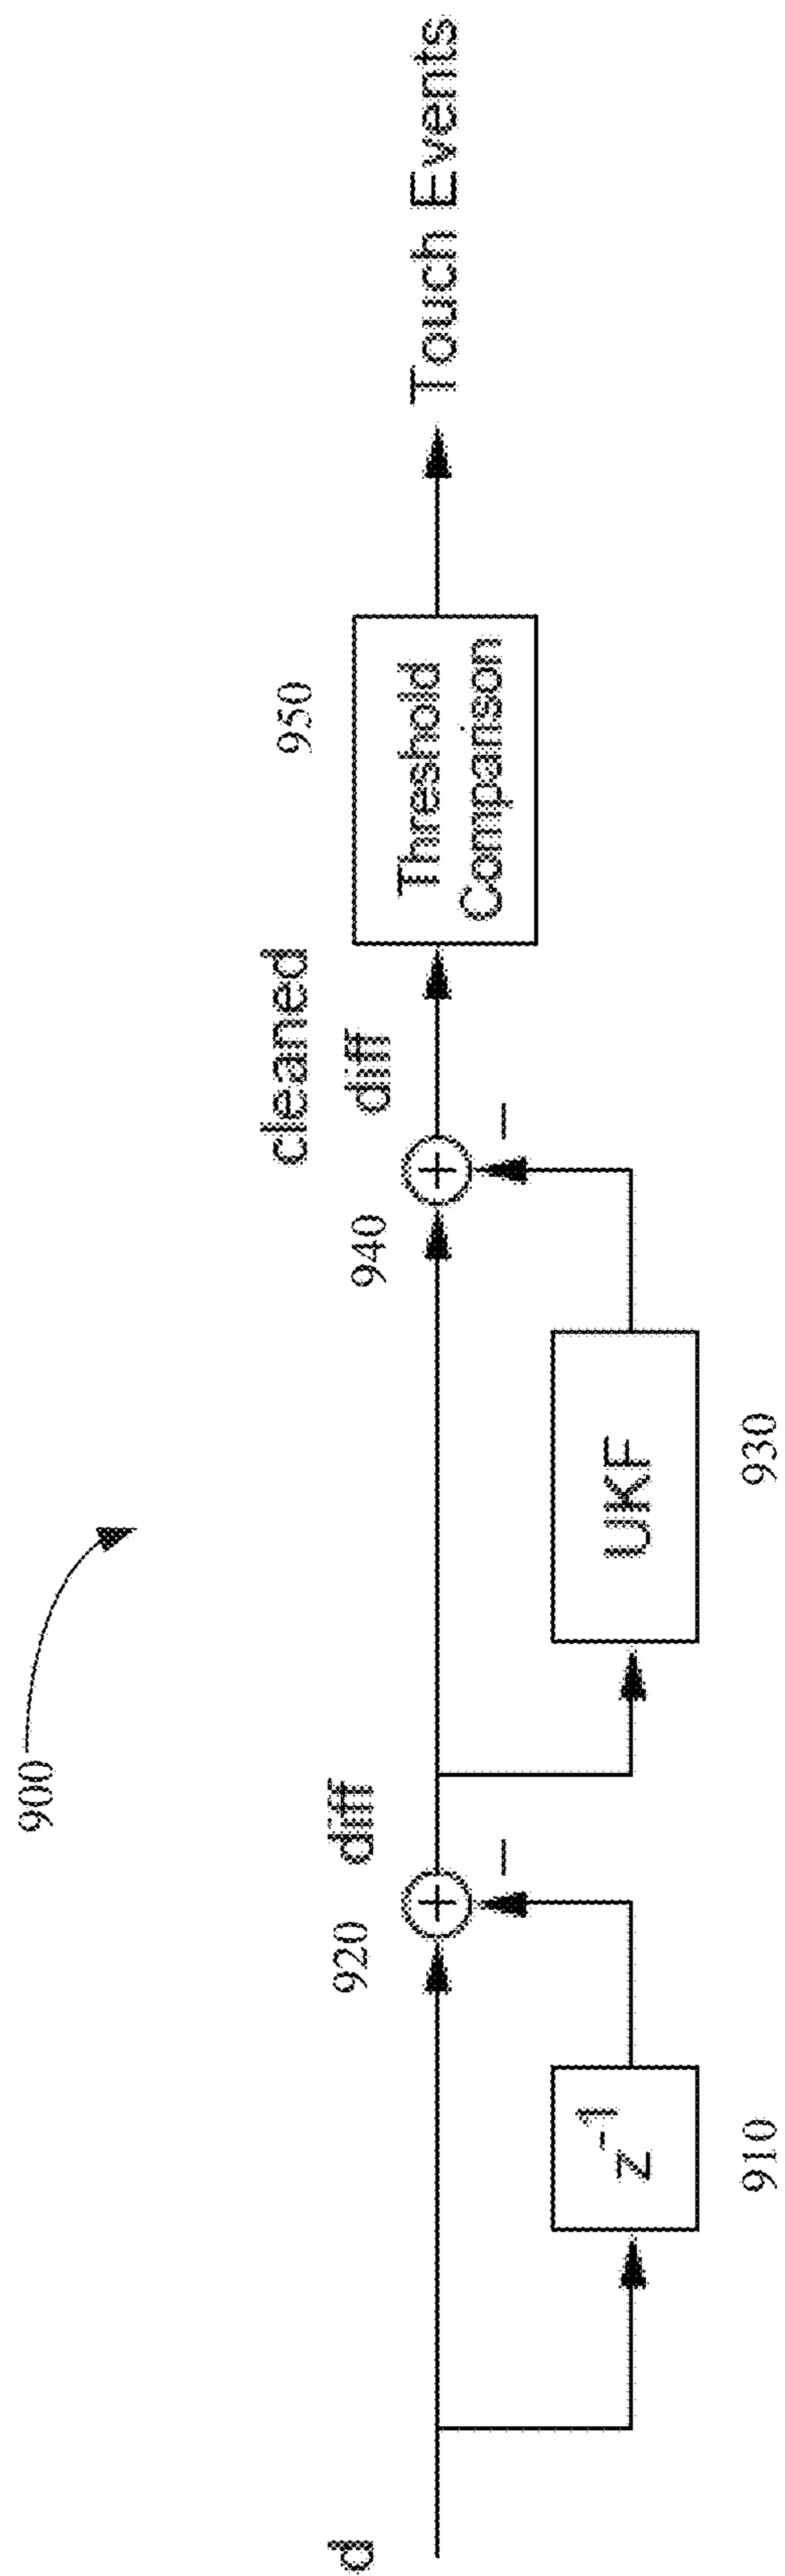 900
d
z-1
910
920
diff
UKF
930
940
cleaned
diff
−
−
+
+
Threshold
Comparison
950
Touch Events